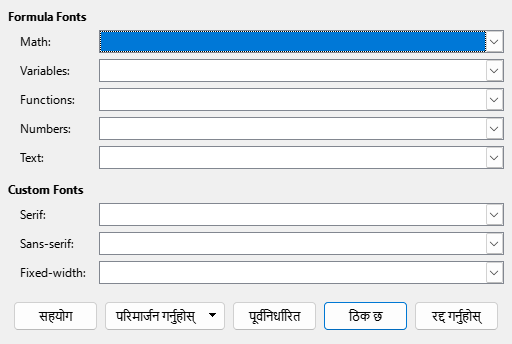 Formula Fonts
Math:
Variables:
Functions:
Numbers:
Text:
Custom Fonts
Serif:
Sans-serif:
Fixed-width:
सहयोग परिमार्जन गर्नुहोस् पूर्वनिर्धारित ठिक छ रद्द गर्नुहोस्